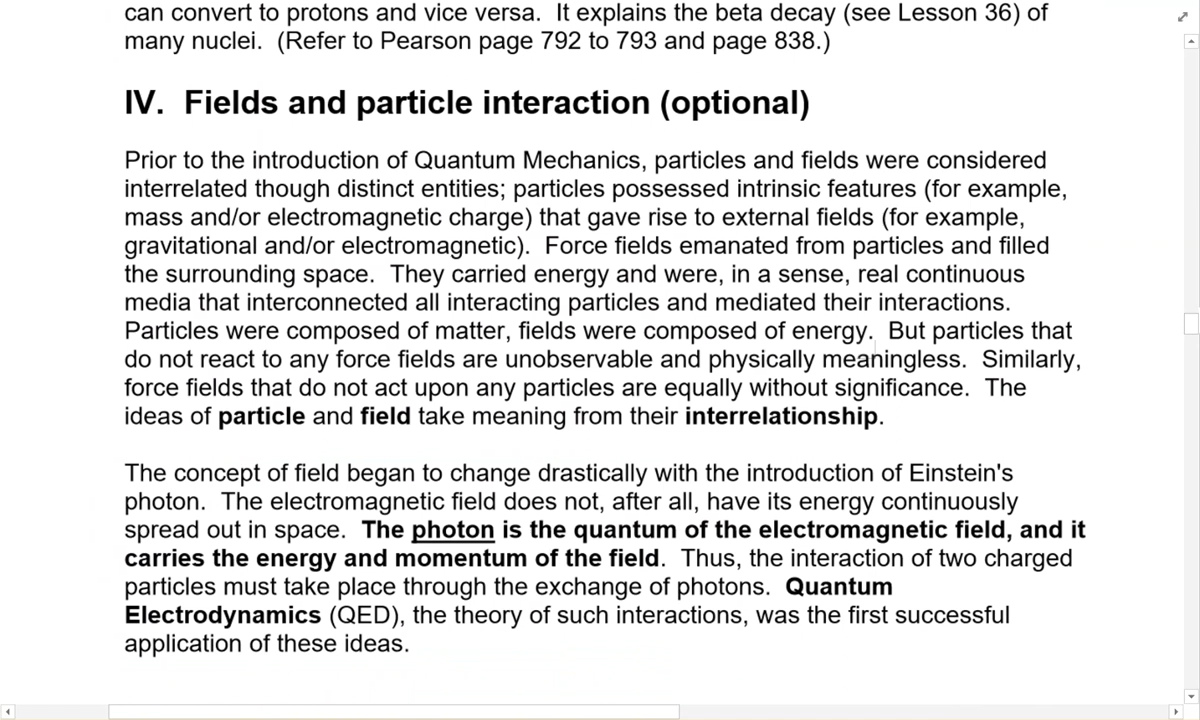 can convert to protons and vice versa.  It explains the beta decay (see Lesson 36) of
many nuclei.  (Refer to Pearson page 792 to 793 and page 838.)
IV.  Fields and particle interaction (optional)
Prior to the introduction of Quantum Mechanics, particles and fields were considered
interrelated though distinct entities; particles possessed intrinsic features (for example,
mass and/or electromagnetic charge) that gave rise to external fields (for example,
gravitational and/or electromagnetic).  Force fields emanated from particles and filled
the surrounding space.  They carried energy and were, in a sense, real continuous
media that interconnected all interacting particles and mediated their interactions.
Particles were composed of matter, fields were composed of energy.  But particles that
do not react to any force fields are unobservable and physically meaningless.  Similarly,
force fields that do not act upon any particles are equally without significance.  The
ideas of particle and field take meaning from their interrelationship.
The concept of field began to change drastically with the introduction of Einstein's
photon.  The electromagnetic field does not, after all, have its energy continuously
spread out in space.  The photon is the quantum of the electromagnetic field, and it
carries the energy and momentum of the field.  Thus, the interaction of two charged
particles must take place through the exchange of photons.  Quantum
Electrodynamics (QED), the theory of such interactions, was the first successful
application of these ideas.